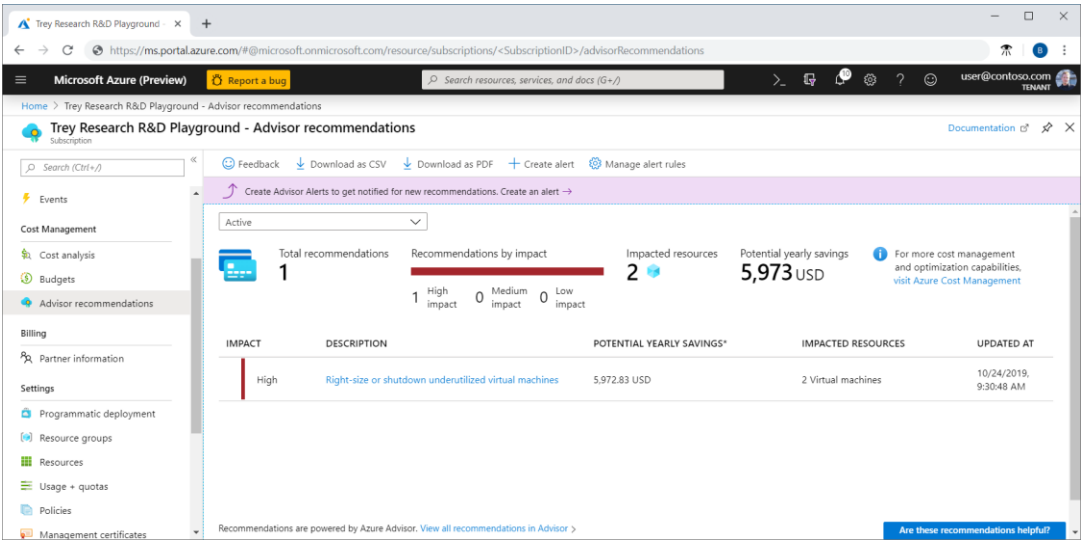 Trey Research R&D Playground -
https://ms.portal.azure.com/#@microsoft.onmicrosoft.com/resource/subscriptions/<SubscriptionID>/advisorRecommendations
B
Microsoft Azure (Preview)
Report a bug
Search resources, services, and docs (G+/)
10
user@contoso.com
TENANT
Home > Trey Research R&D Playground - Advisor recommendations
Trey Research R&D Playground - Advisor recommendations
Subscription
Documentation
Search (Ctrl+/)
Events
Cost Management
Cost analysis
Budgets
Advisor recommendations
Billing
Partner information
Settings
Programmatic deployment
Resource groups
Resources
Usage + quotas
Policies
Management certificates
Feedback
Download as CSV
Download as PDF
Create alert
Manage alert rules
Create Advisor Alerts to get notified for new recommendations. Create an alert →
Active
Total recommendations
1
Recommendations by impact
1 High impact
0 Medium impact
0 Low impact
Impacted resources
2
Potential yearly savings
5,973 USD
For more cost management
and optimization capabilities,
visit Azure Cost Management
IMPACT DESCRIPTION POTENTIAL YEARLY SAVINGS* IMPACTED RESOURCES UPDATED AT
High Right-size or shutdown underutilized virtual machines 5,972.83 USD 2 Virtual machines 10/24/2019,
9:30:48 AM
Recommendations are powered by Azure Advisor. View all recommendations in Advisor >
Are these recommendations helpful?